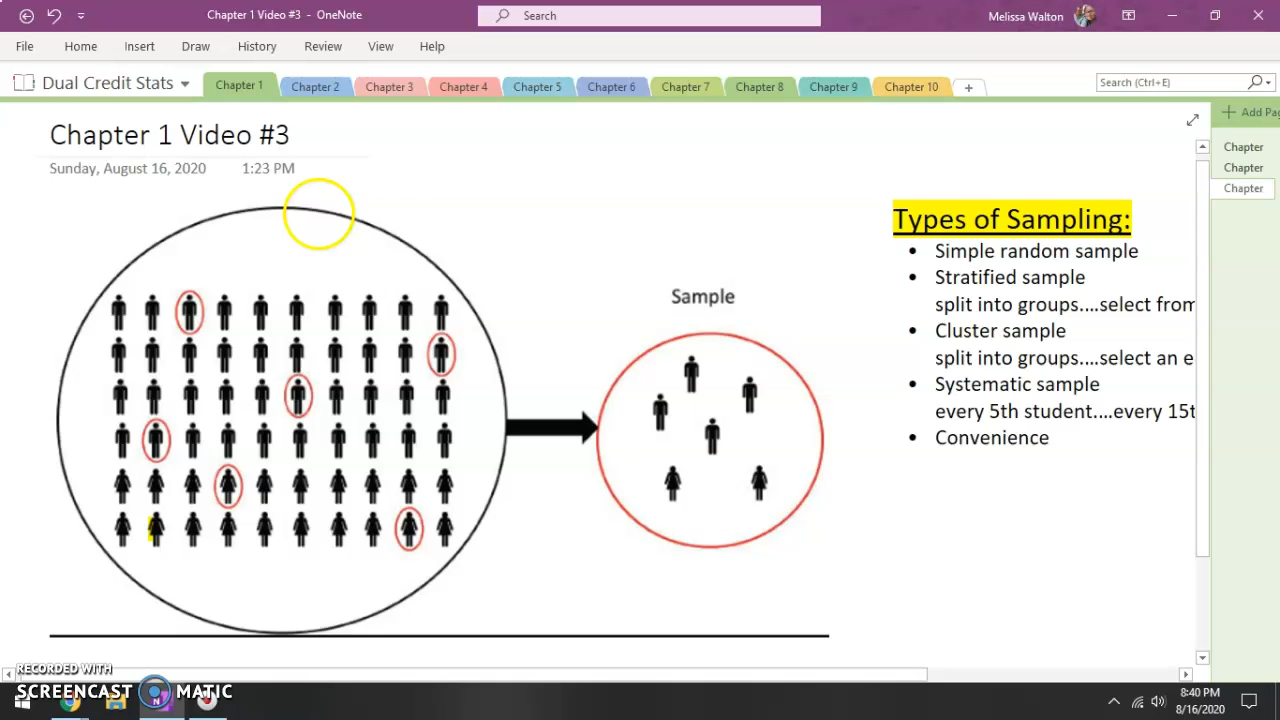 Chapter 1 Video #3 - OneNote
Search
Melissa Walton
File Home Insert Draw History Review View Help
Dual Credit Stats
Chapter 1 Chapter 2 Chapter 3 Chapter 4 Chapter 5 Chapter 6 Chapter 7 Chapter 8 Chapter 9 Chapter 10 +
Search (Ctrl+E)
Chapter 1 Video #3
Sunday, August 16, 2020 1:23 PM
Add Pag
Chapter
Chapter
Chapter
Sample
Types of Sampling:
• Simple random sample
• Stratified sample
split into groups....select from
• Cluster sample
split into groups....select an e
• Systematic sample
every 5th student....every 15t
• Convenience
RECORDED WITH
SCREENCAST MATIC
N
8:40 PM
8/16/2020